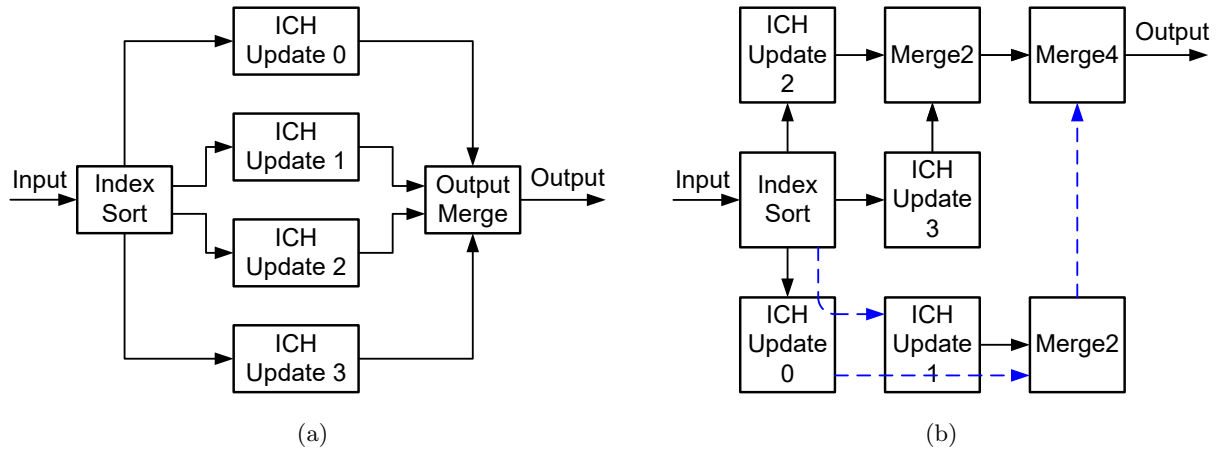 ICH
Update 0
ICH
Update 1
Input
Index
Sort
Output
Merge
Output
ICH
Update 2
ICH
Update 3
(a)
ICH
Update
2
Merge2
Merge4
Output
Input
Index
Sort
ICH
Update
3
ICH
Update
0
ICH
Update
1
Merge2
(b)